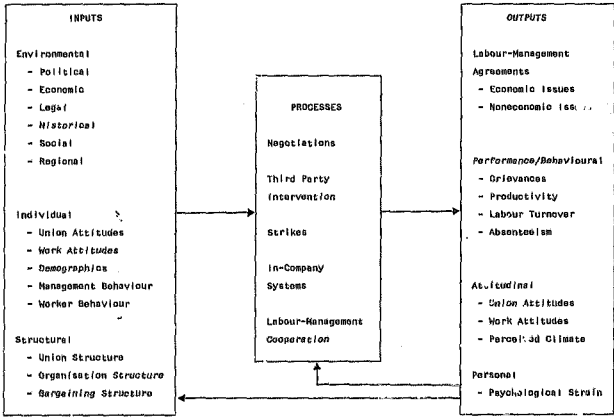 INPUTS
Environmental
- Political
- Economic
- Legal
- Historical
- Social
- Regional
Individual
- Union Attitudes
- Work Attitudes
- Demographics
- Management Behaviour
- Worker Behaviour
Structural
- Union Structure
- Organisation Structure
- Bargaining Structure
PROCESSES
Negotiations
Third Party
Intervention
Strikes
In-Company
Systems
Labour-Management
Cooperation
OUTPUTS
Labour-Management
Agreements
- Economic Issues
- Noneconomic
Performance/Behavioural
- Grievances
- Productivity
- Labour Turnover
- Absenteeism
Attitudinal
- Union Attitudes
- Work Attitudes
- Perceived Climate
Personal
- Psychological Strain